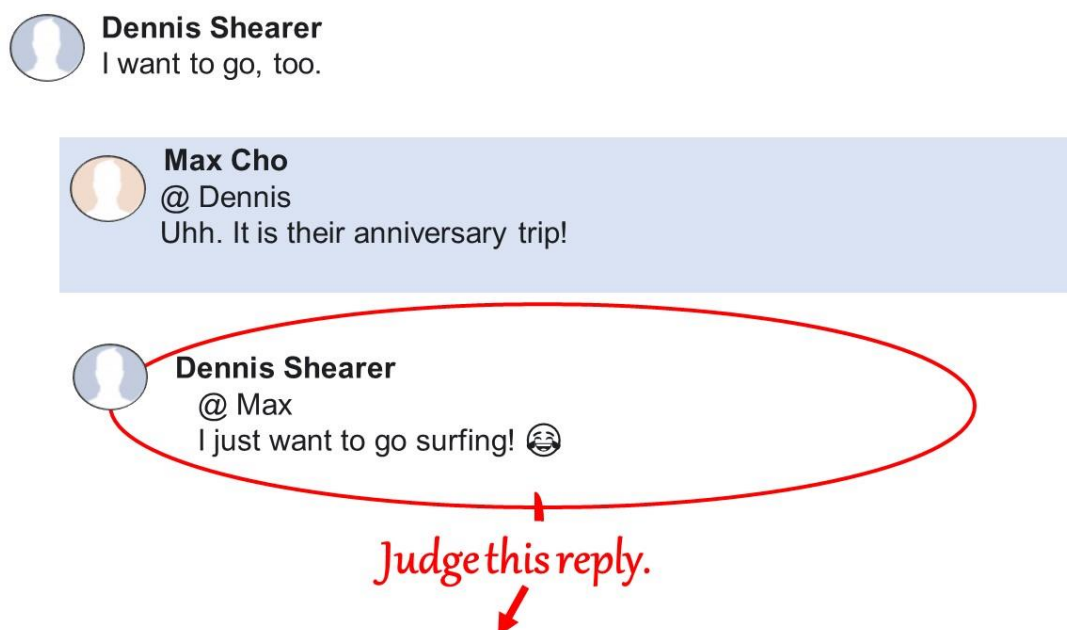 Dennis Shearer
I want to go, too.
Max Cho
@ Dennis
Uhh. It is their anniversary trip!
Dennis Shearer
@ Max
I just want to go surfing! 😂
Judge this reply.